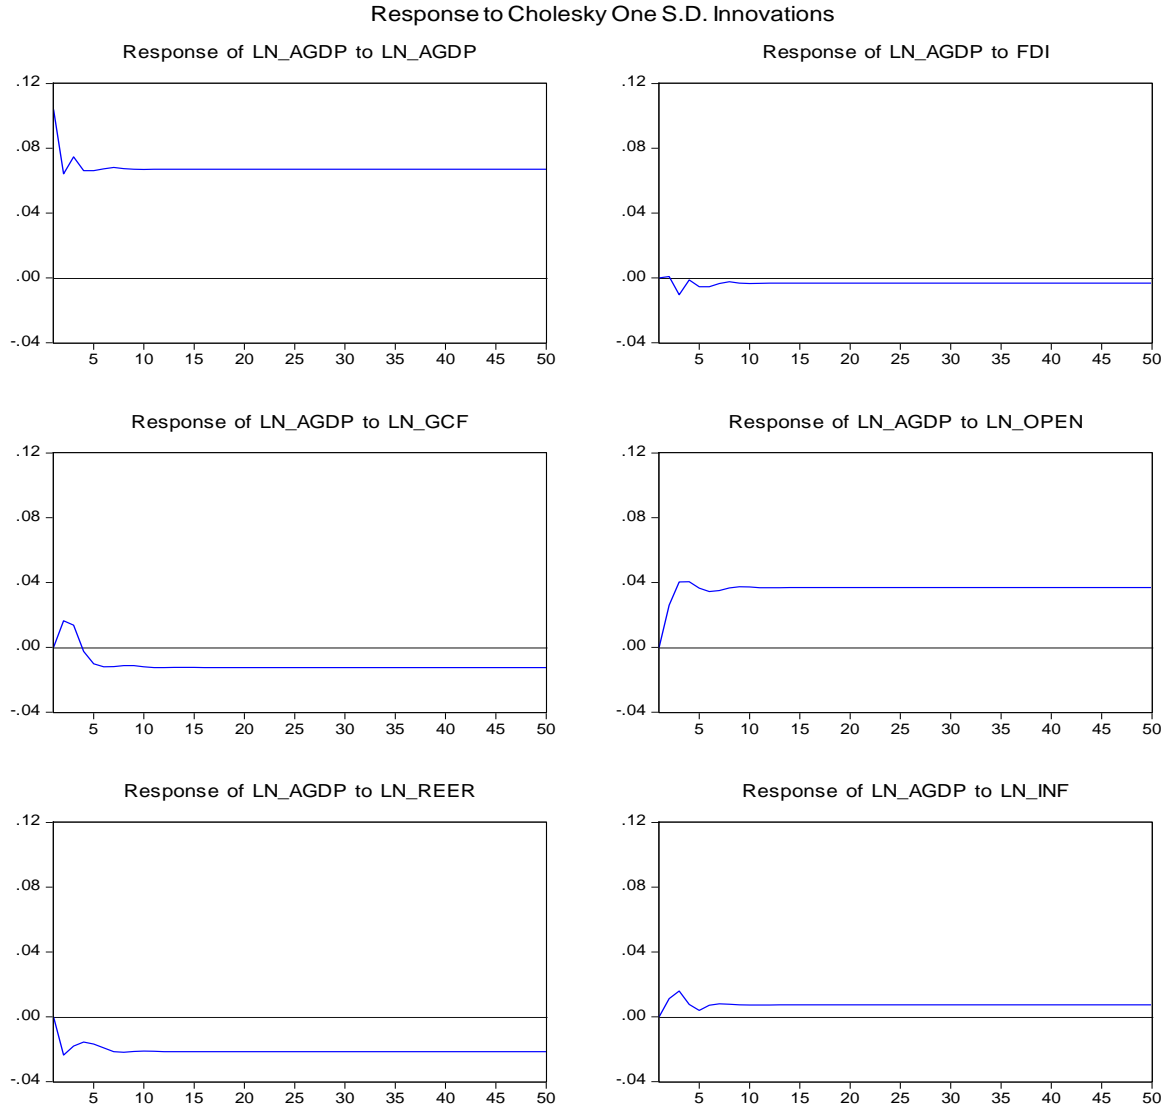 Response to Cholesky One S.D. Innovations
Response of LN_AGDP to LN_AGDP
.12
.08
.04
.00
-.04
5 10 15 20 25 30 35 40 45 50
Response of LN_AGDP to FDI
.12
.08
.04
.00
-.04
5 10 15 20 25 30 35 40 45 50
Response of LN_AGDP to LN_GCF
.12
.08
.04
.00
-.04
5 10 15 20 25 30 35 40 45 50
Response of LN_AGDP to LN_OPEN
.12
.08
.04
.00
-.04
5 10 15 20 25 30 35 40 45 50
Response of LN_AGDP to LN_REER
.12
.08
.04
.00
-.04
5 10 15 20 25 30 35 40 45 50
Response of LN_AGDP to LN_INF
.12
.08
.04
.00
-.04
5 10 15 20 25 30 35 40 45 50